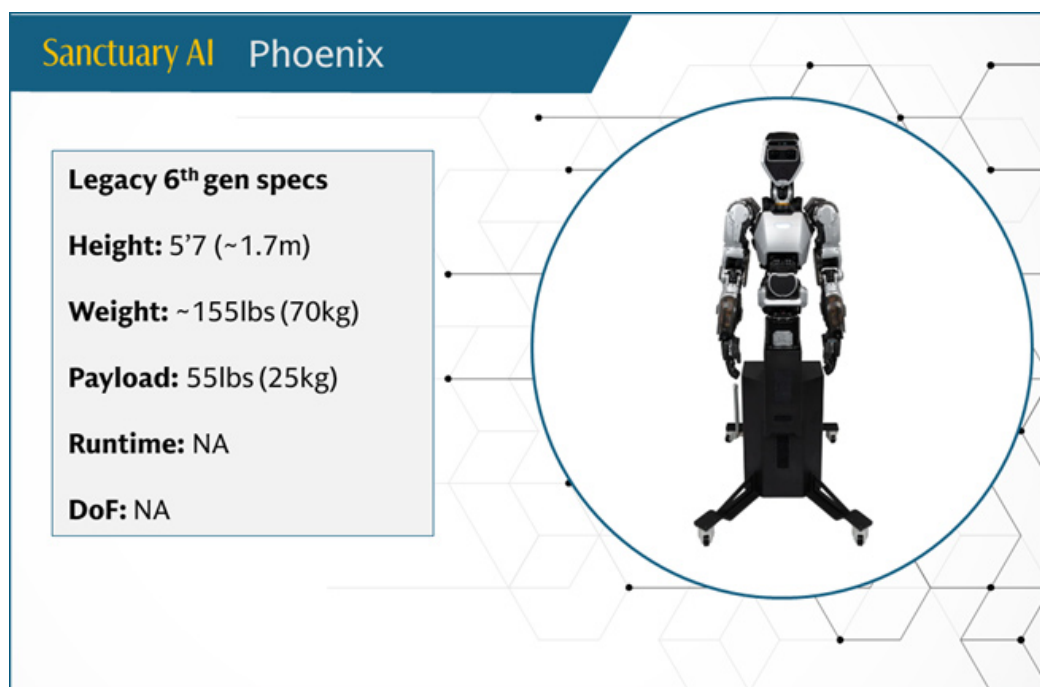 Sanctuary AI Phoenix
Legacy 6th gen specs
Height: 5'7 (~1.7m)
Weight: ~155lbs (70kg)
Payload: 55lbs (25kg)
Runtime: NA
DoF: NA